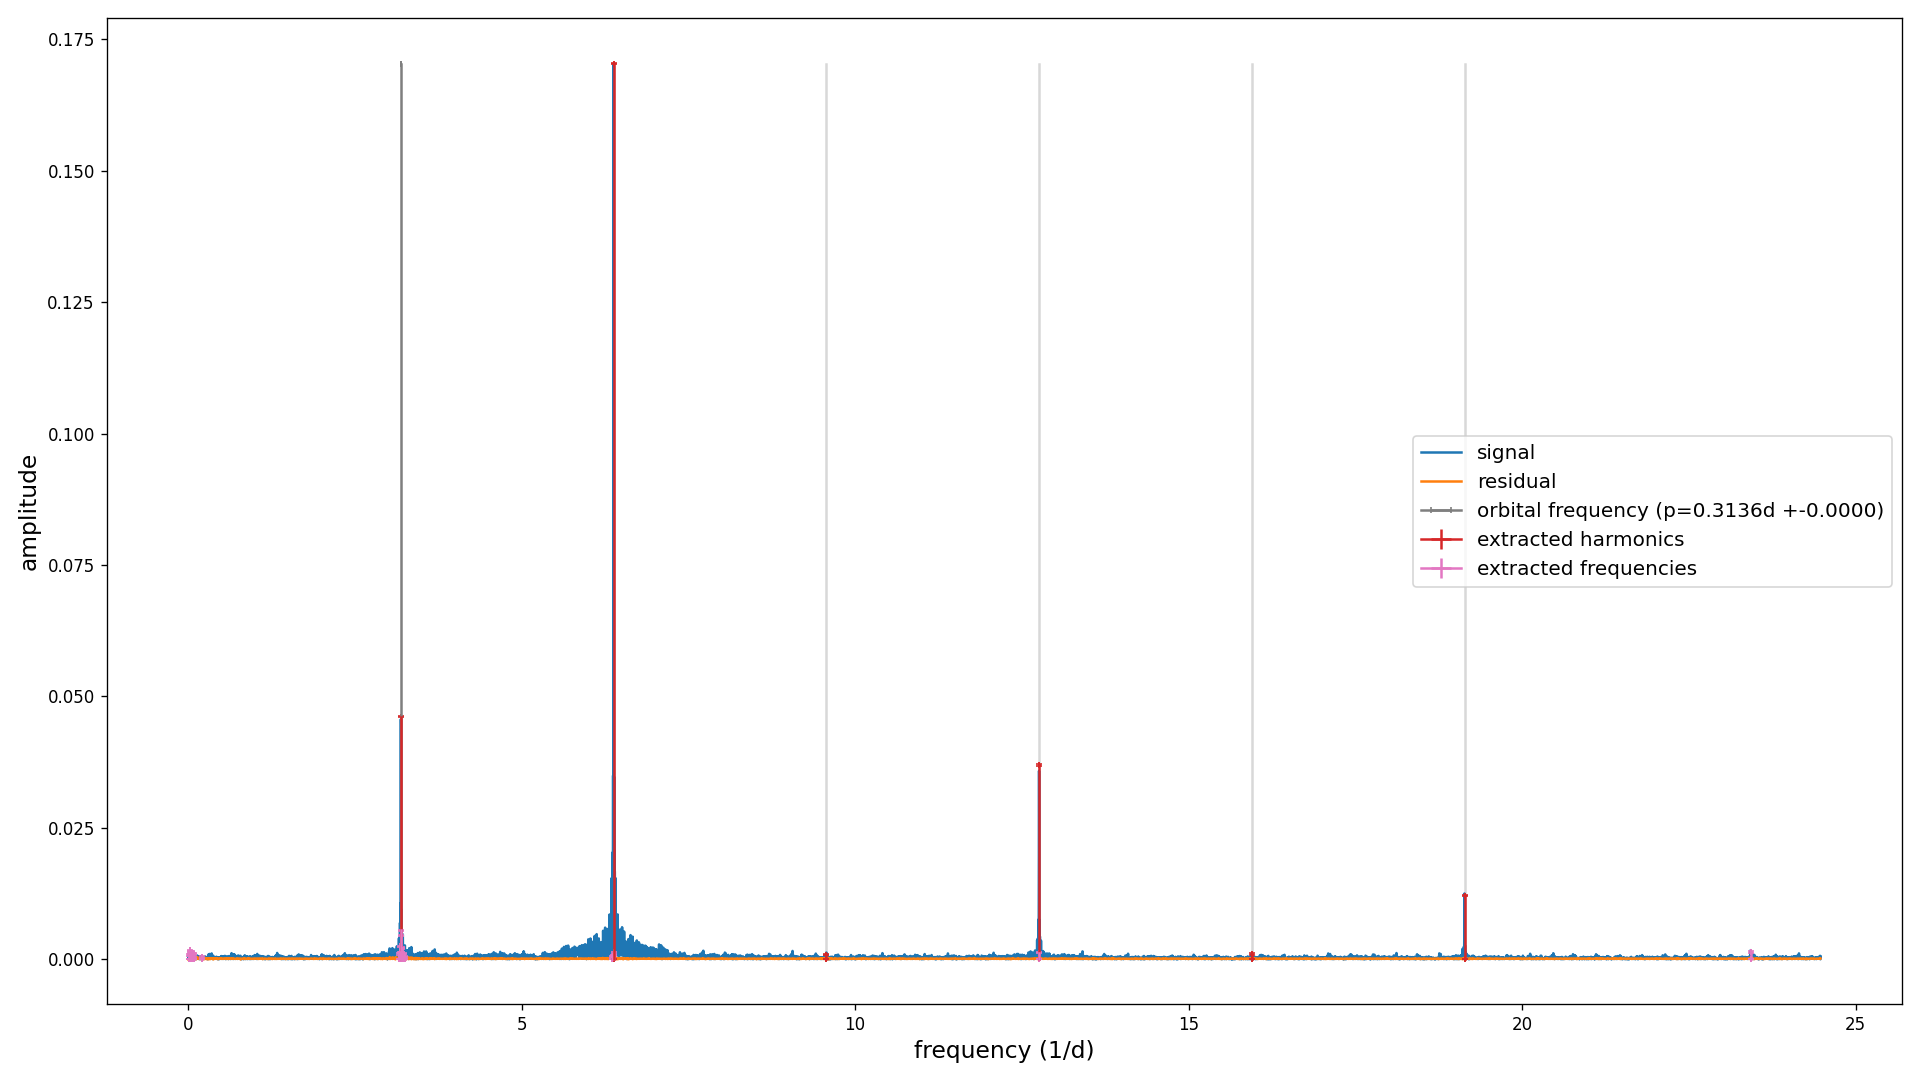 0.175
0.150
0.125
0.100
0.075
0.050
0.025
0.000
amplitude
signal
residual
orbital frequency (p=0.3136d +-0.0000)
extracted harmonics
extracted frequencies
0 5 10 15 20 25
frequency (1/d)